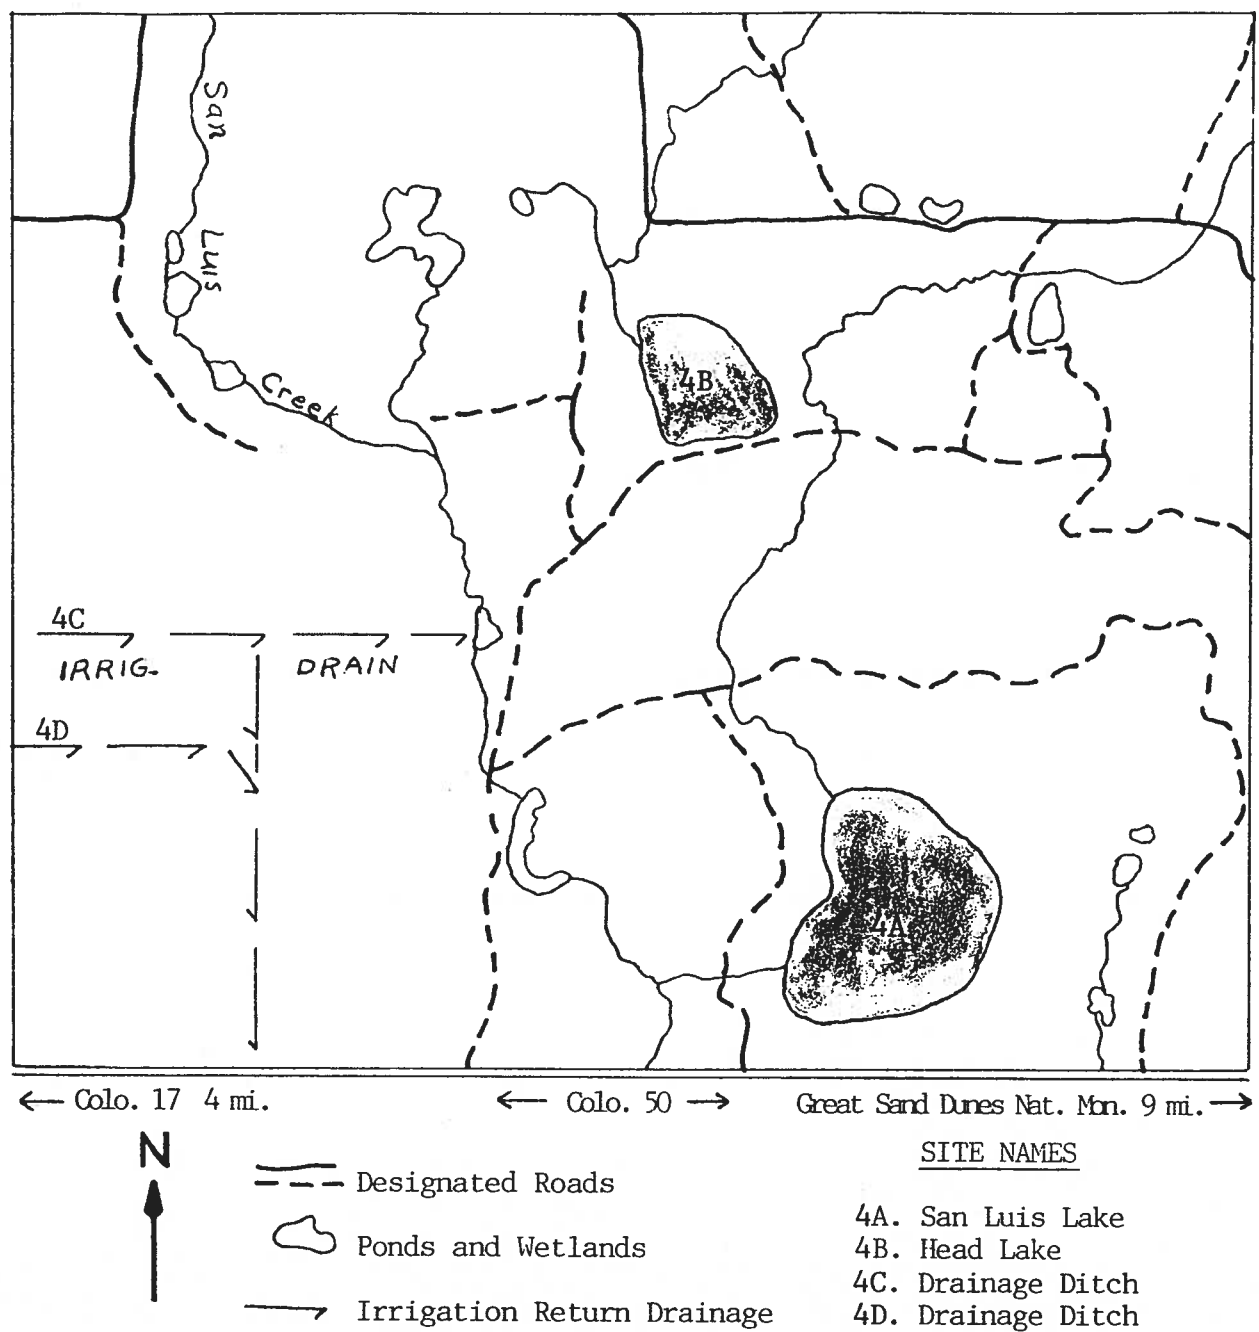 San
Luis
Creek
4B
4C
IRRIG. DRAIN
4D
4A
← Colo. 17 4 mi. ← Colo. 50 → Great Sand Dunes Nat. Mon. 9 mi. →
N
Designated Roads
Ponds and Wetlands
Irrigation Return Drainage
SITE NAMES
4A. San Luis Lake
4B. Head Lake
4C. Drainage Ditch
4D. Drainage Ditch